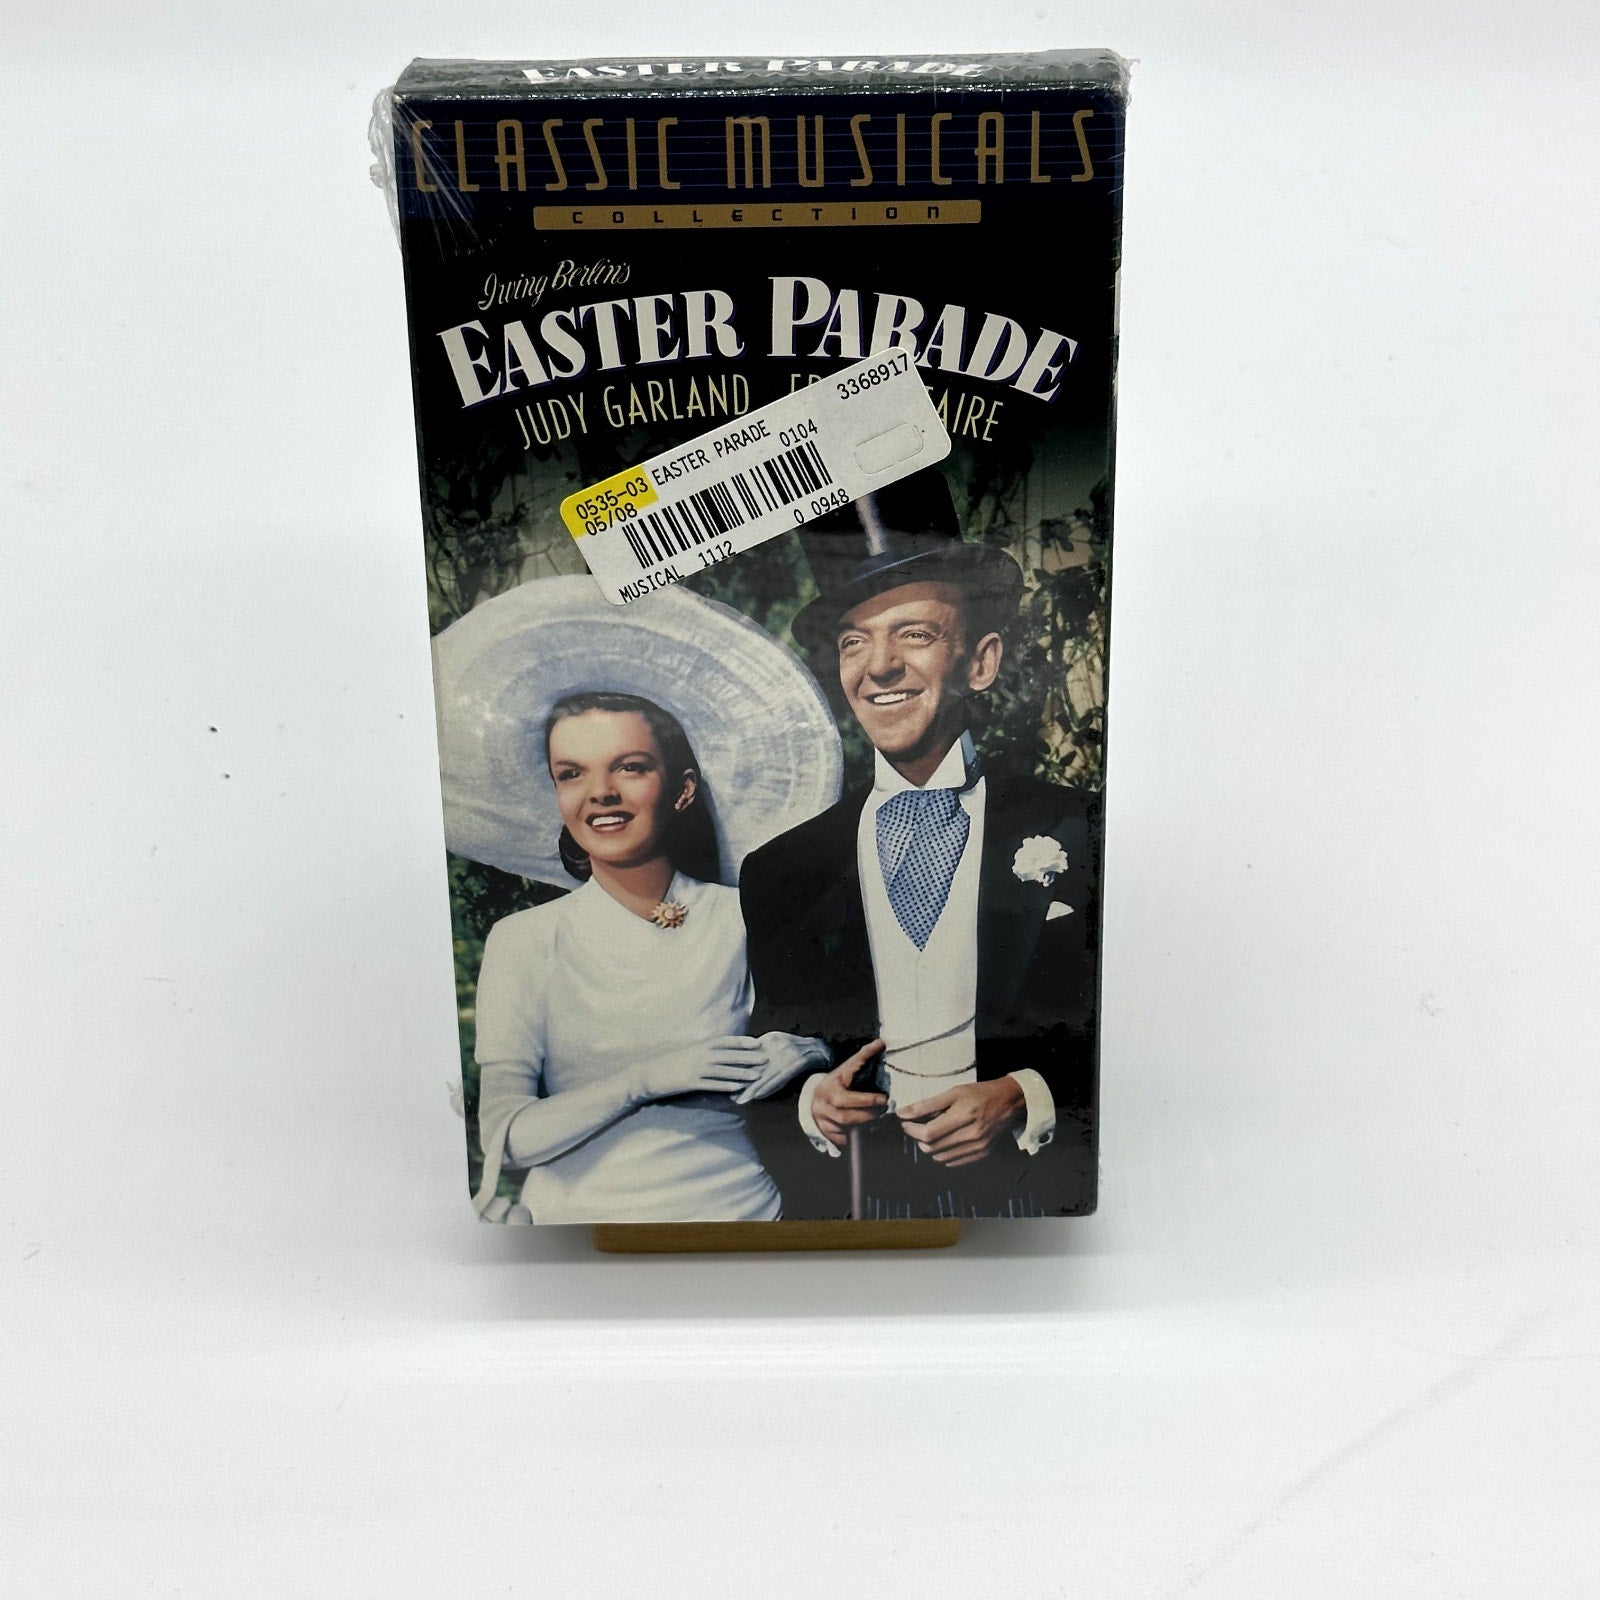 EASTER PARADE
CLASSIC MUSICALS
COLLECTION
Irving Berlin's
EASTER PARADE
JUDY GARLAND
3368917
EASTER PARADE 0104
0535-03
05/08
0 0948
MUSICAL 1112